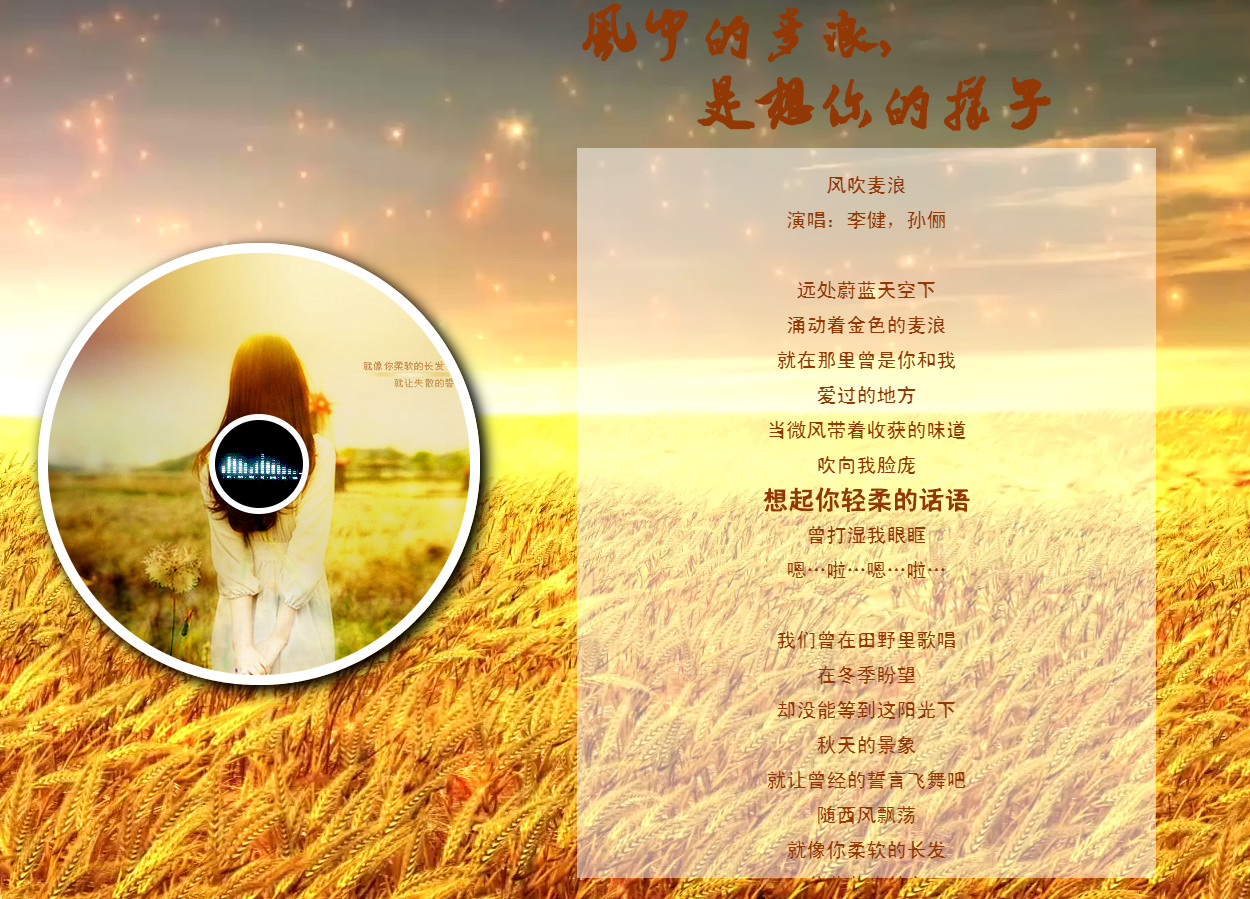 風中的麦浪,
是想你的樣子
风吹麦浪
演唱：李健，孙俪
远处蔚蓝天空下
涌动着金色的麦浪
就在那里曾是你和我
爱过的地方
当微风带着收获的味道
吹向我脸庞
想起你轻柔的话语
曾打湿我眼眶
嗯…啦…嗯…啦…
我们曾在田野里歌唱
在冬季盼望
却没能等到这阳光下
秋天的景象
就让曾经的誓言飞舞吧
随西风飘荡
就像你柔软的长发
就像你柔软的长发
就让失散的誓